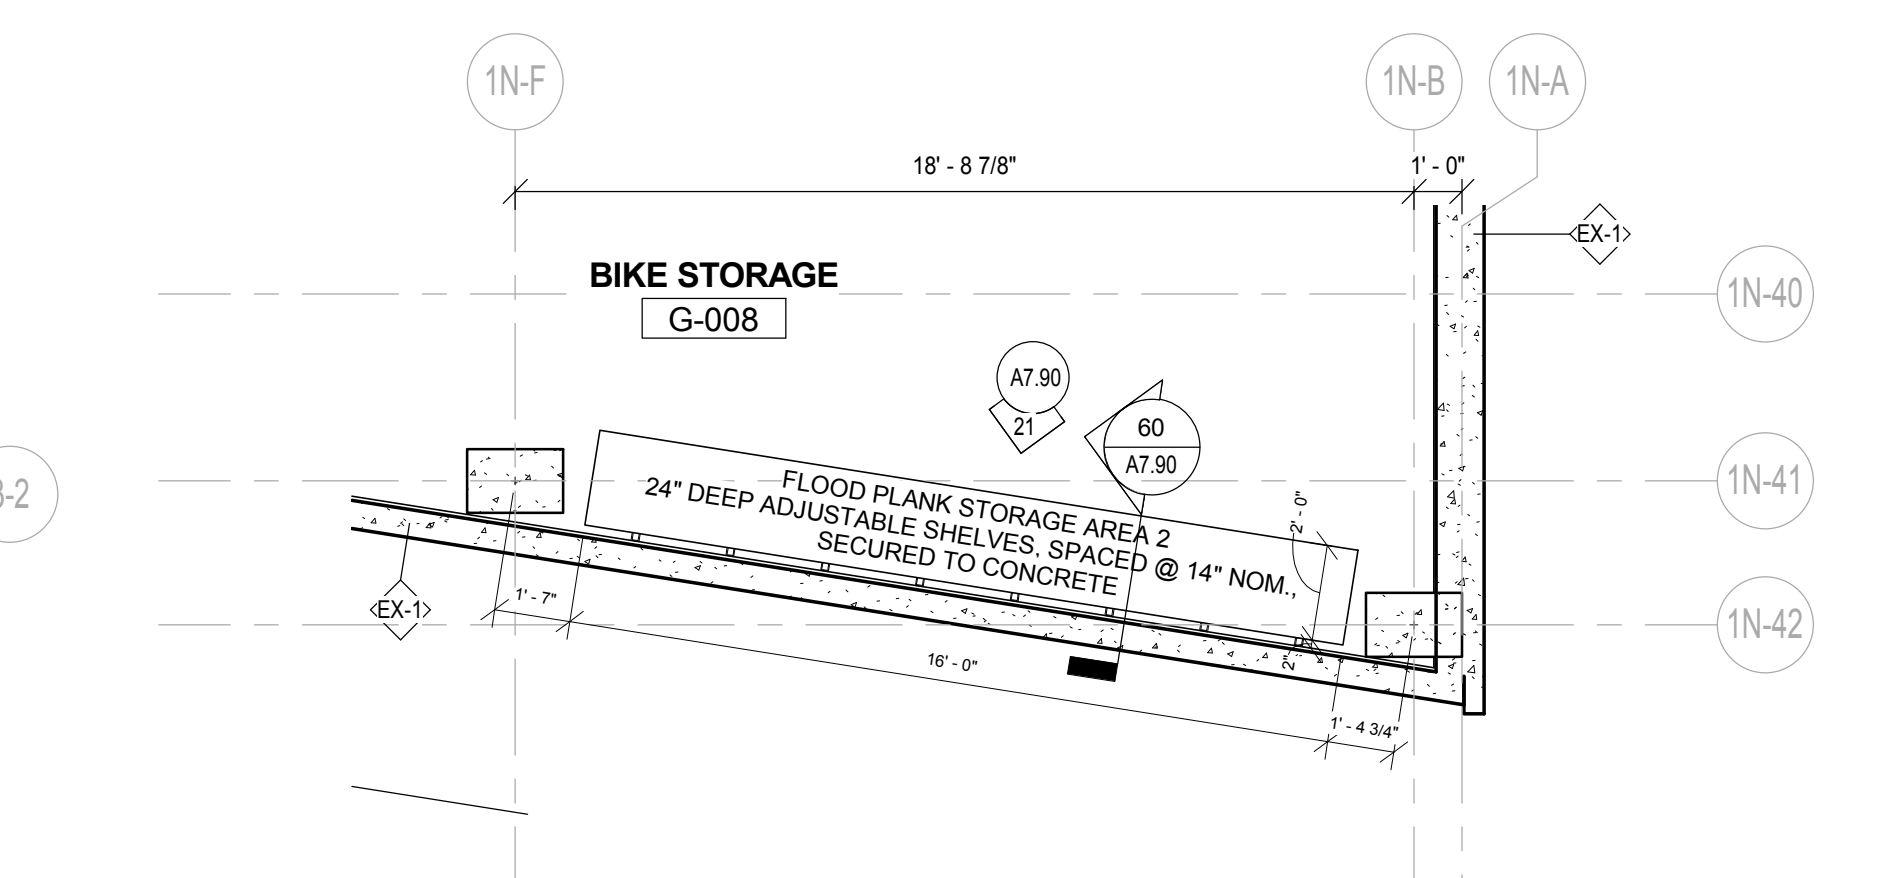 1N-F
1N-B
1N-A
18' - 8 7/8"
1' - 0"
EX-1
BIKE STORAGE
G-008
1N-40
A7.90
21
60
A7.90
1N-41
-2
FLOOD PLANK STORAGE AREA 2
24" DEEP ADJUSTABLE SHELVES, SPACED @ 14" NOM.,
SECURED TO CONCRETE
2' - 0"
EX-1
1' - 7"
1N-42
16' - 0"
2"
1' - 4 3/4"